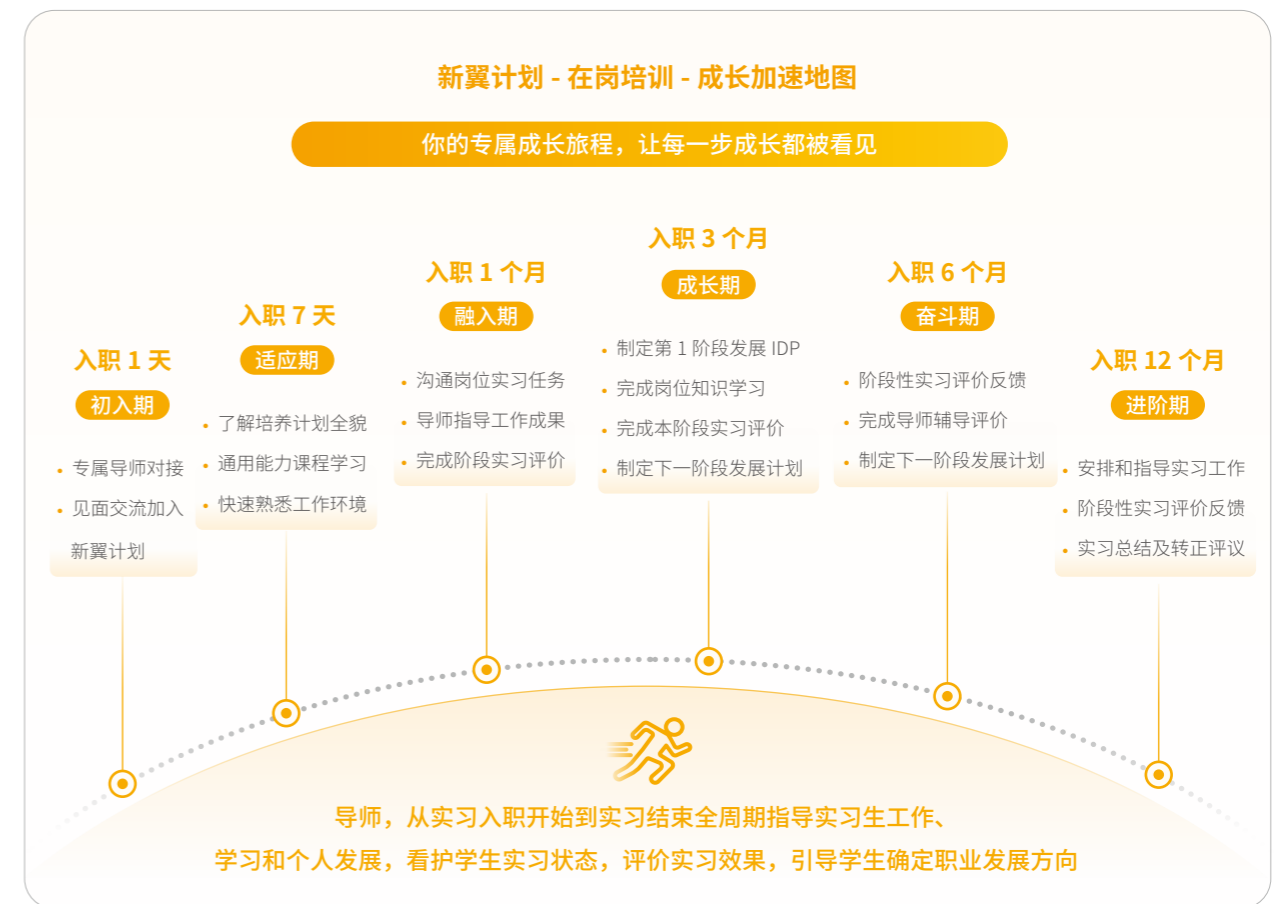 新翼计划 - 在岗培训 - 成长加速地图
你的专属成长旅程，让每一步成长都被看见
入职 1 天
初入期
• 专属导师对接
• 见面交流加入
新翼计划
入职 7 天
适应期
• 了解培养计划全貌
• 通用能力课程学习
• 快速熟悉工作环境
入职 1 个月
融入期
• 沟通岗位实习任务
• 导师指导工作成果
• 完成阶段实习评价
入职 3 个月
成长期
• 制定第 1 阶段发展 IDP
• 完成岗位知识学习
• 完成本阶段实习评价
• 制定下一阶段发展计划
入职 6 个月
奋斗期
• 阶段性实习评价反馈
• 完成导师辅导评价
• 制定下一阶段发展计划
入职 12 个月
进阶期
• 安排和指导实习工作
• 阶段性实习评价反馈
• 实习总结及转正评议
导师，从实习入职开始到实习结束全周期指导实习生工作、
学习和个人发展，看护学生实习状态，评价实习效果，引导学生确定职业发展方向